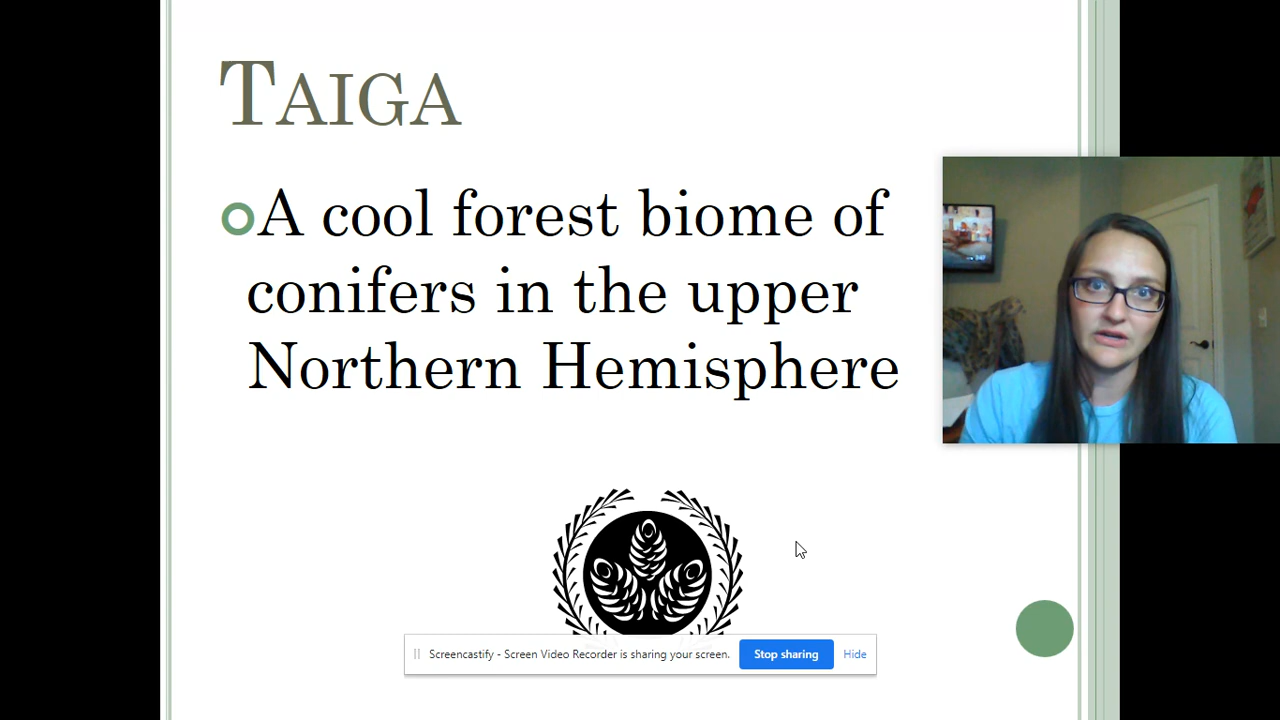 TAIGA
A cool forest biome of
conifers in the upper
Northern Hemisphere
Screencastify - Screen Video Recorder is sharing your screen. Stop sharing Hide